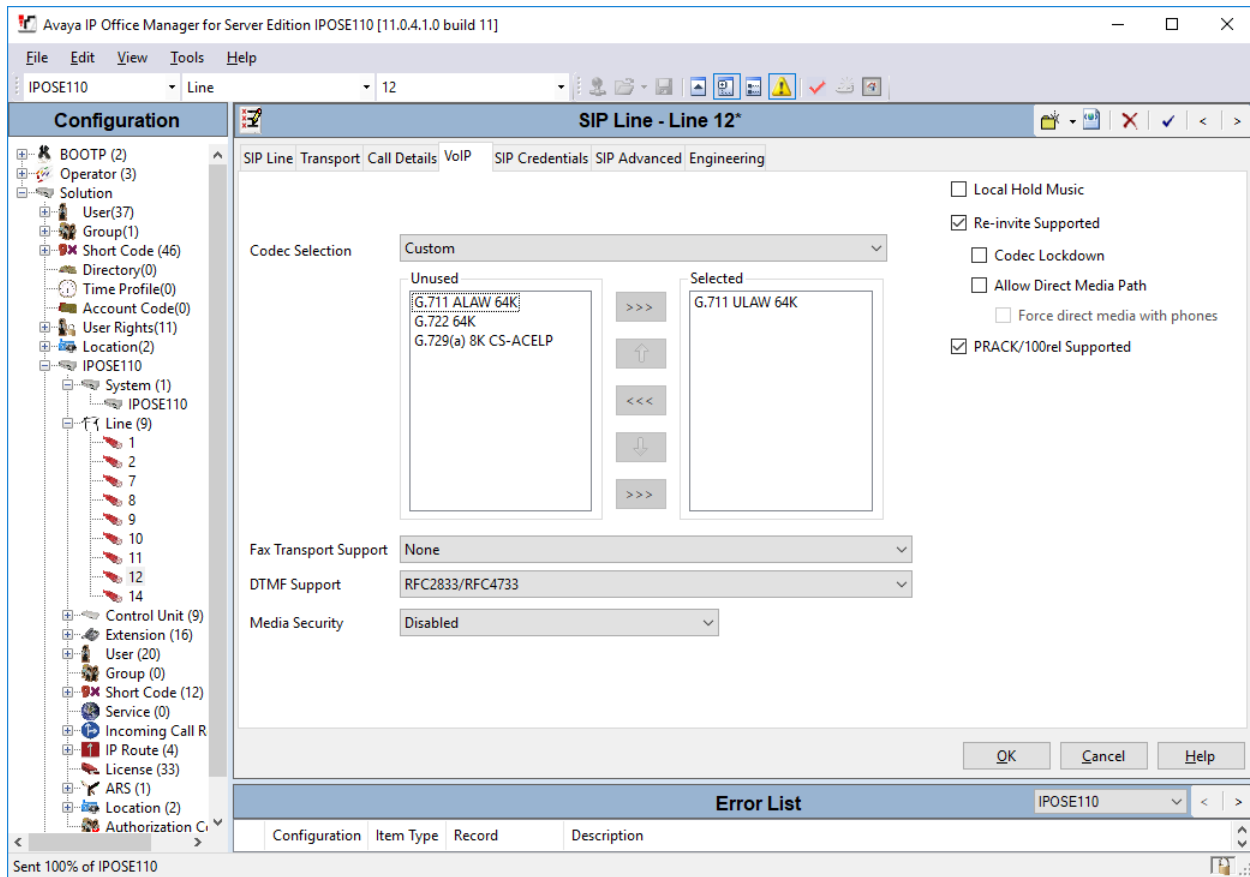 Avaya IP Office Manager for Server Edition IPOSE110 [11.0.4.1.0 build 11]
File Edit View Tools Help
IPOSE110 Line 12
Configuration
BOOTP (2)
Operator (3)
Solution
User(37)
Group(1)
Short Code (46)
Directory(0)
Time Profile(0)
Account Code(0)
User Rights(11)
Location(2)
IPOSE110
System (1)
IPOSE110
Line (9)
1
2
7
8
9
10
11
12
14
Control Unit (9)
Extension (16)
User (20)
Group (0)
Short Code (12)
Service (0)
Incoming Call R
IP Route (4)
License (33)
ARS (1)
Location (2)
Authorization C
SIP Line - Line 12*
SIP Line Transport Call Details VoIP SIP Credentials SIP Advanced Engineering
Codec Selection Custom
Unused
G.711 ALAW 64K
G.722 64K
G.729(a) 8K CS-ACELP
>>>
<<<
>>>
Selected
G.711 ULAW 64K
Fax Transport Support None
DTMF Support RFC2833/RFC4733
Media Security Disabled
Local Hold Music
Re-invite Supported
Codec Lockdown
Allow Direct Media Path
Force direct media with phones
PRACK/100rel Supported
OK Cancel Help
Error List IPOSE110 < >
Configuration Item Type Record Description
Sent 100% of IPOSE110